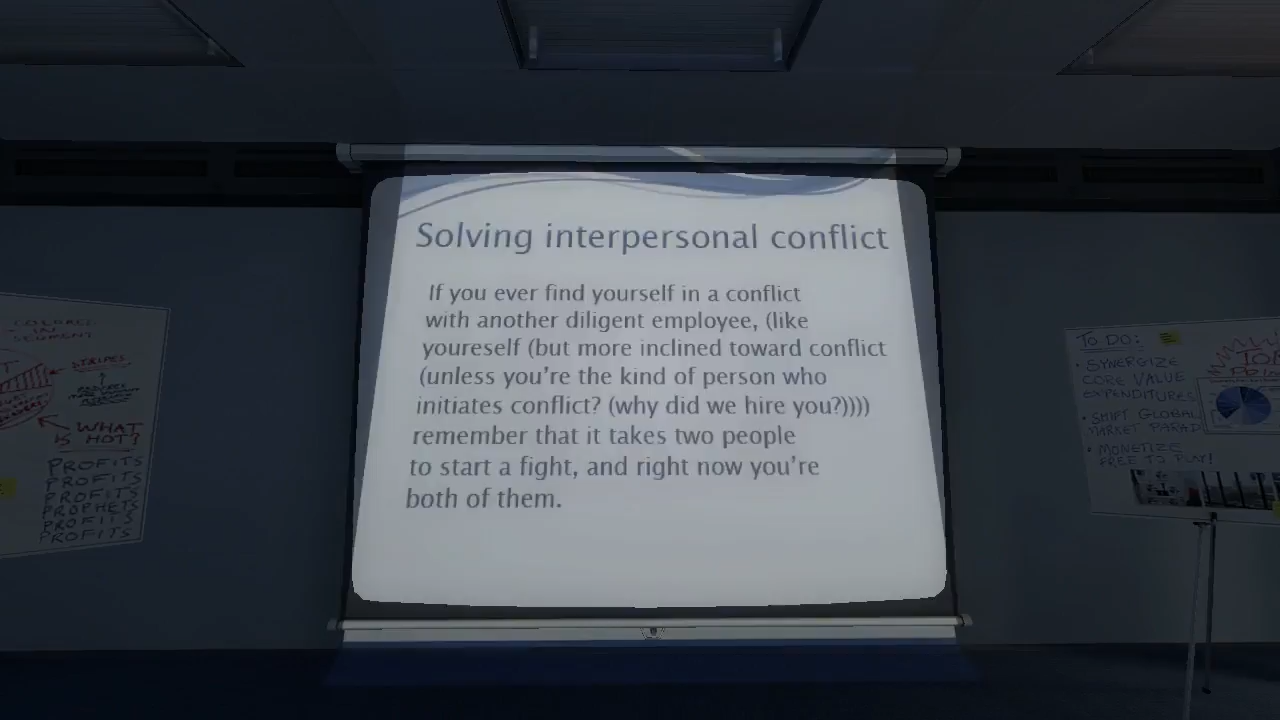 Solving interpersonal conflict
If you ever find yourself in a conflict
with another diligent employee, (like
youreself (but more inclined toward conflict
(unless you're the kind of person who
initiates conflict? (why did we hire you?))))
remember that it takes two people
to start a fight, and right now you're
both of them.
IN
STRIPES
WHAT
IS HOT?
PROFITS
PROFITS
PROFITS
PROPHETS
PROFITS
PROFITS
TO DO:
• SYNERGIZE
CORE VALUE
EXPENDITURES
• SHIFT GLOBAL
MARKET PARAD
• MONETIZE
FREE TO PLAY!